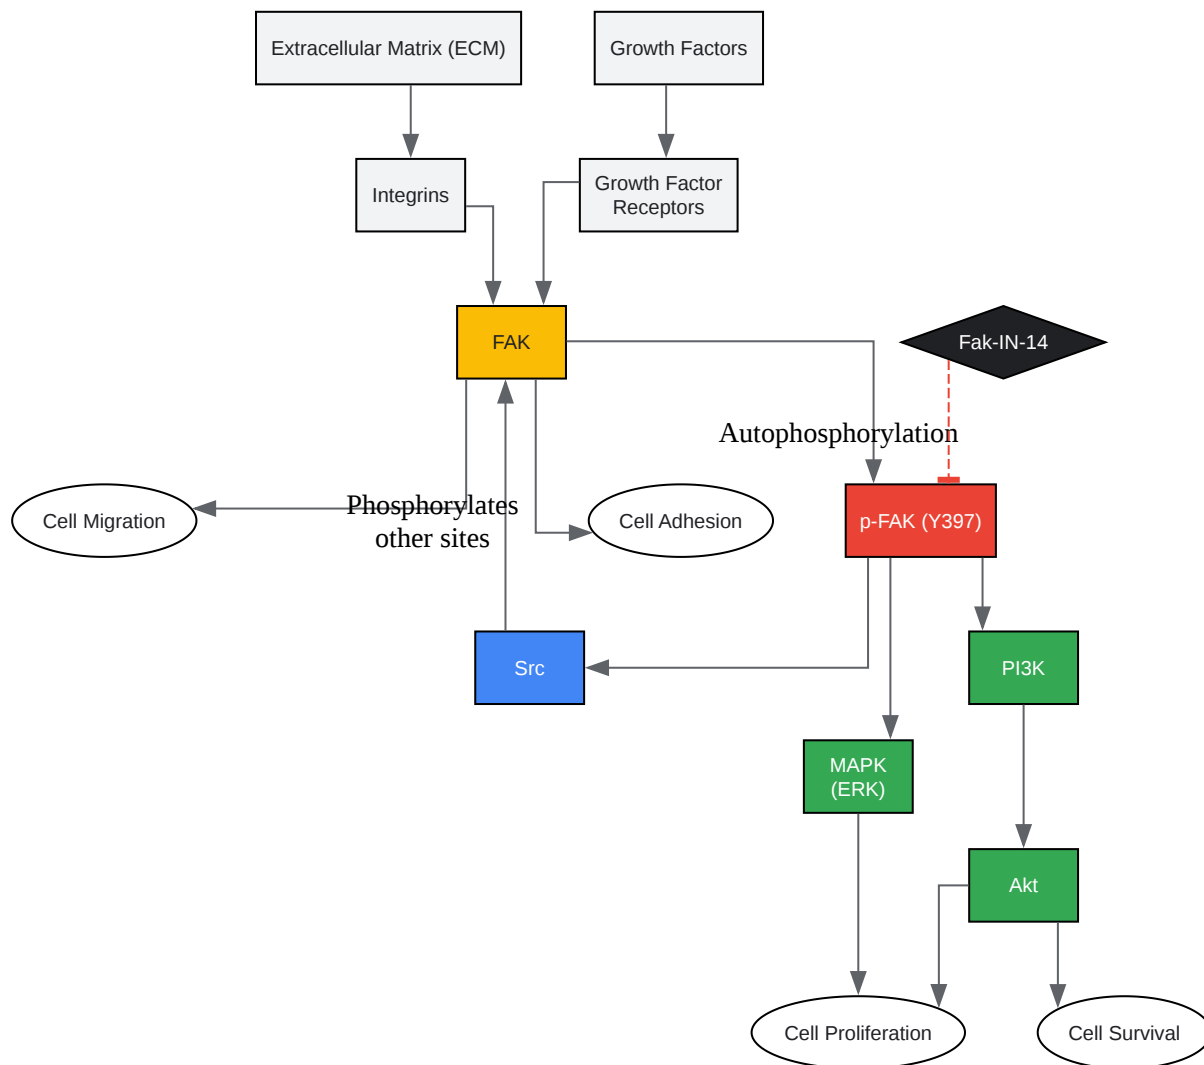 Extracellular Matrix (ECM)
Growth Factors
Integrins
Growth Factor
Receptors
FAK
Fak-IN-14
Autophosphorylation
Cell Migration
Phosphorylates
other sites
Cell Adhesion
p-FAK (Y397)
Src
PI3K
MAPK
(ERK)
Akt
Cell Proliferation
Cell Survival